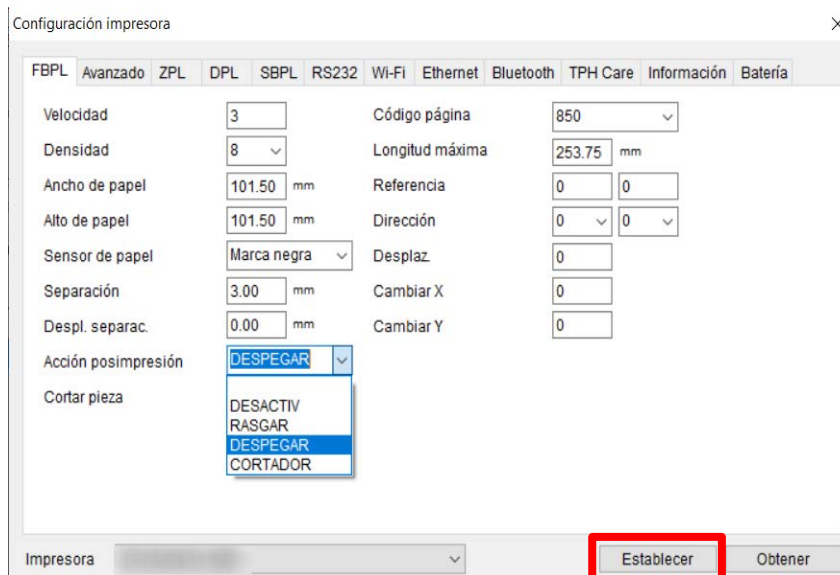 Configuración impresora
FBPL Avanzado ZPL DPL SBPL RS232 Wi-Fi Ethernet Bluetooth TPH Care Información Batería
Velocidad 3 Código página 850
Densidad 8 Longitud máxima 253.75 mm
Ancho de papel 101.50 mm Referencia 0 0
Alto de papel 101.50 mm Dirección 0 0
Sensor de papel Marca negra Desplaz. 0
Separación 3.00 mm Cambiar X 0
Despl. separac. 0.00 mm Cambiar Y 0
Acción posimpresión DESPEGAR
Cortar pieza
DESACTIV
RASGAR
DESPEGAR
CORTADOR
Impresora Establecer Obtener